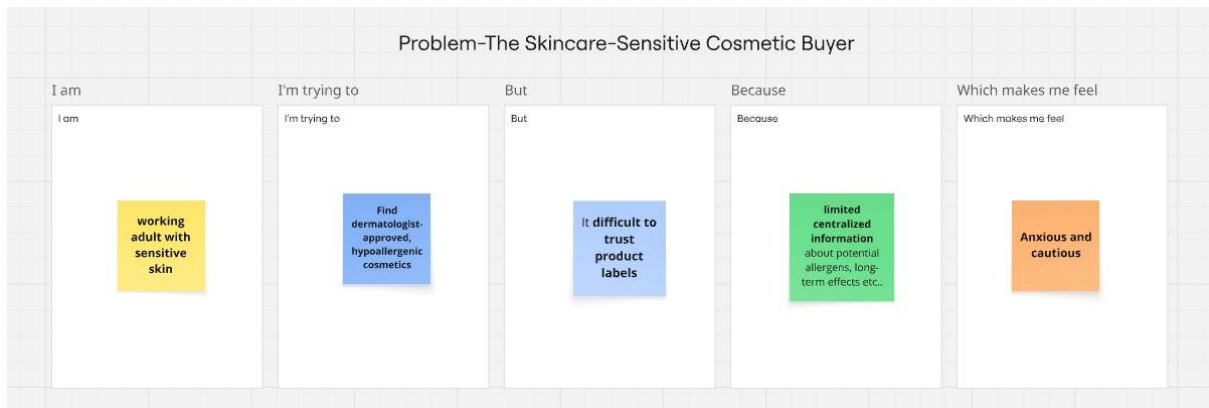 Problem-The Skincare-Sensitive Cosmetic Buyer
I am
I'm trying to
But
Because
Which makes me feel
I am
I'm trying to
But
Because
Which makes me feel
working
adult with
sensitive
skin
Find
dermatologist-
approved,
hypoallergenic
cosmetics
It difficult to
trust
product
labels
limited
centralized
information
about potential
allergens, long-
term effects etc..
Anxious and
cautious